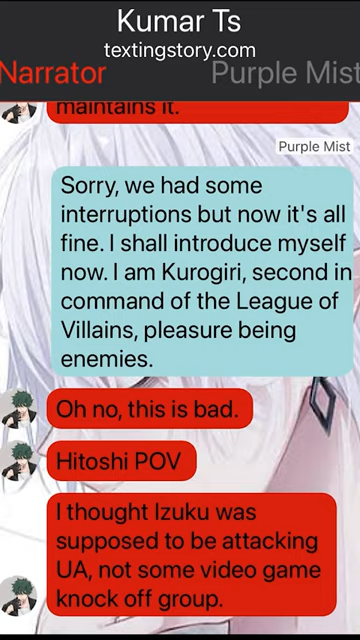 Kumar Ts
textingstory.com
Narrator
Purple Mist
maintains it.
Purple Mist
Sorry, we had some
interruptions but now it's all
fine. I shall introduce myself
now. I am Kurogiri, second in
command of the League of
Villains, pleasure being
enemies.
Oh no, this is bad.
Hitoshi POV
I thought Izuku was
supposed to be attacking
UA, not some video game
knock off group.